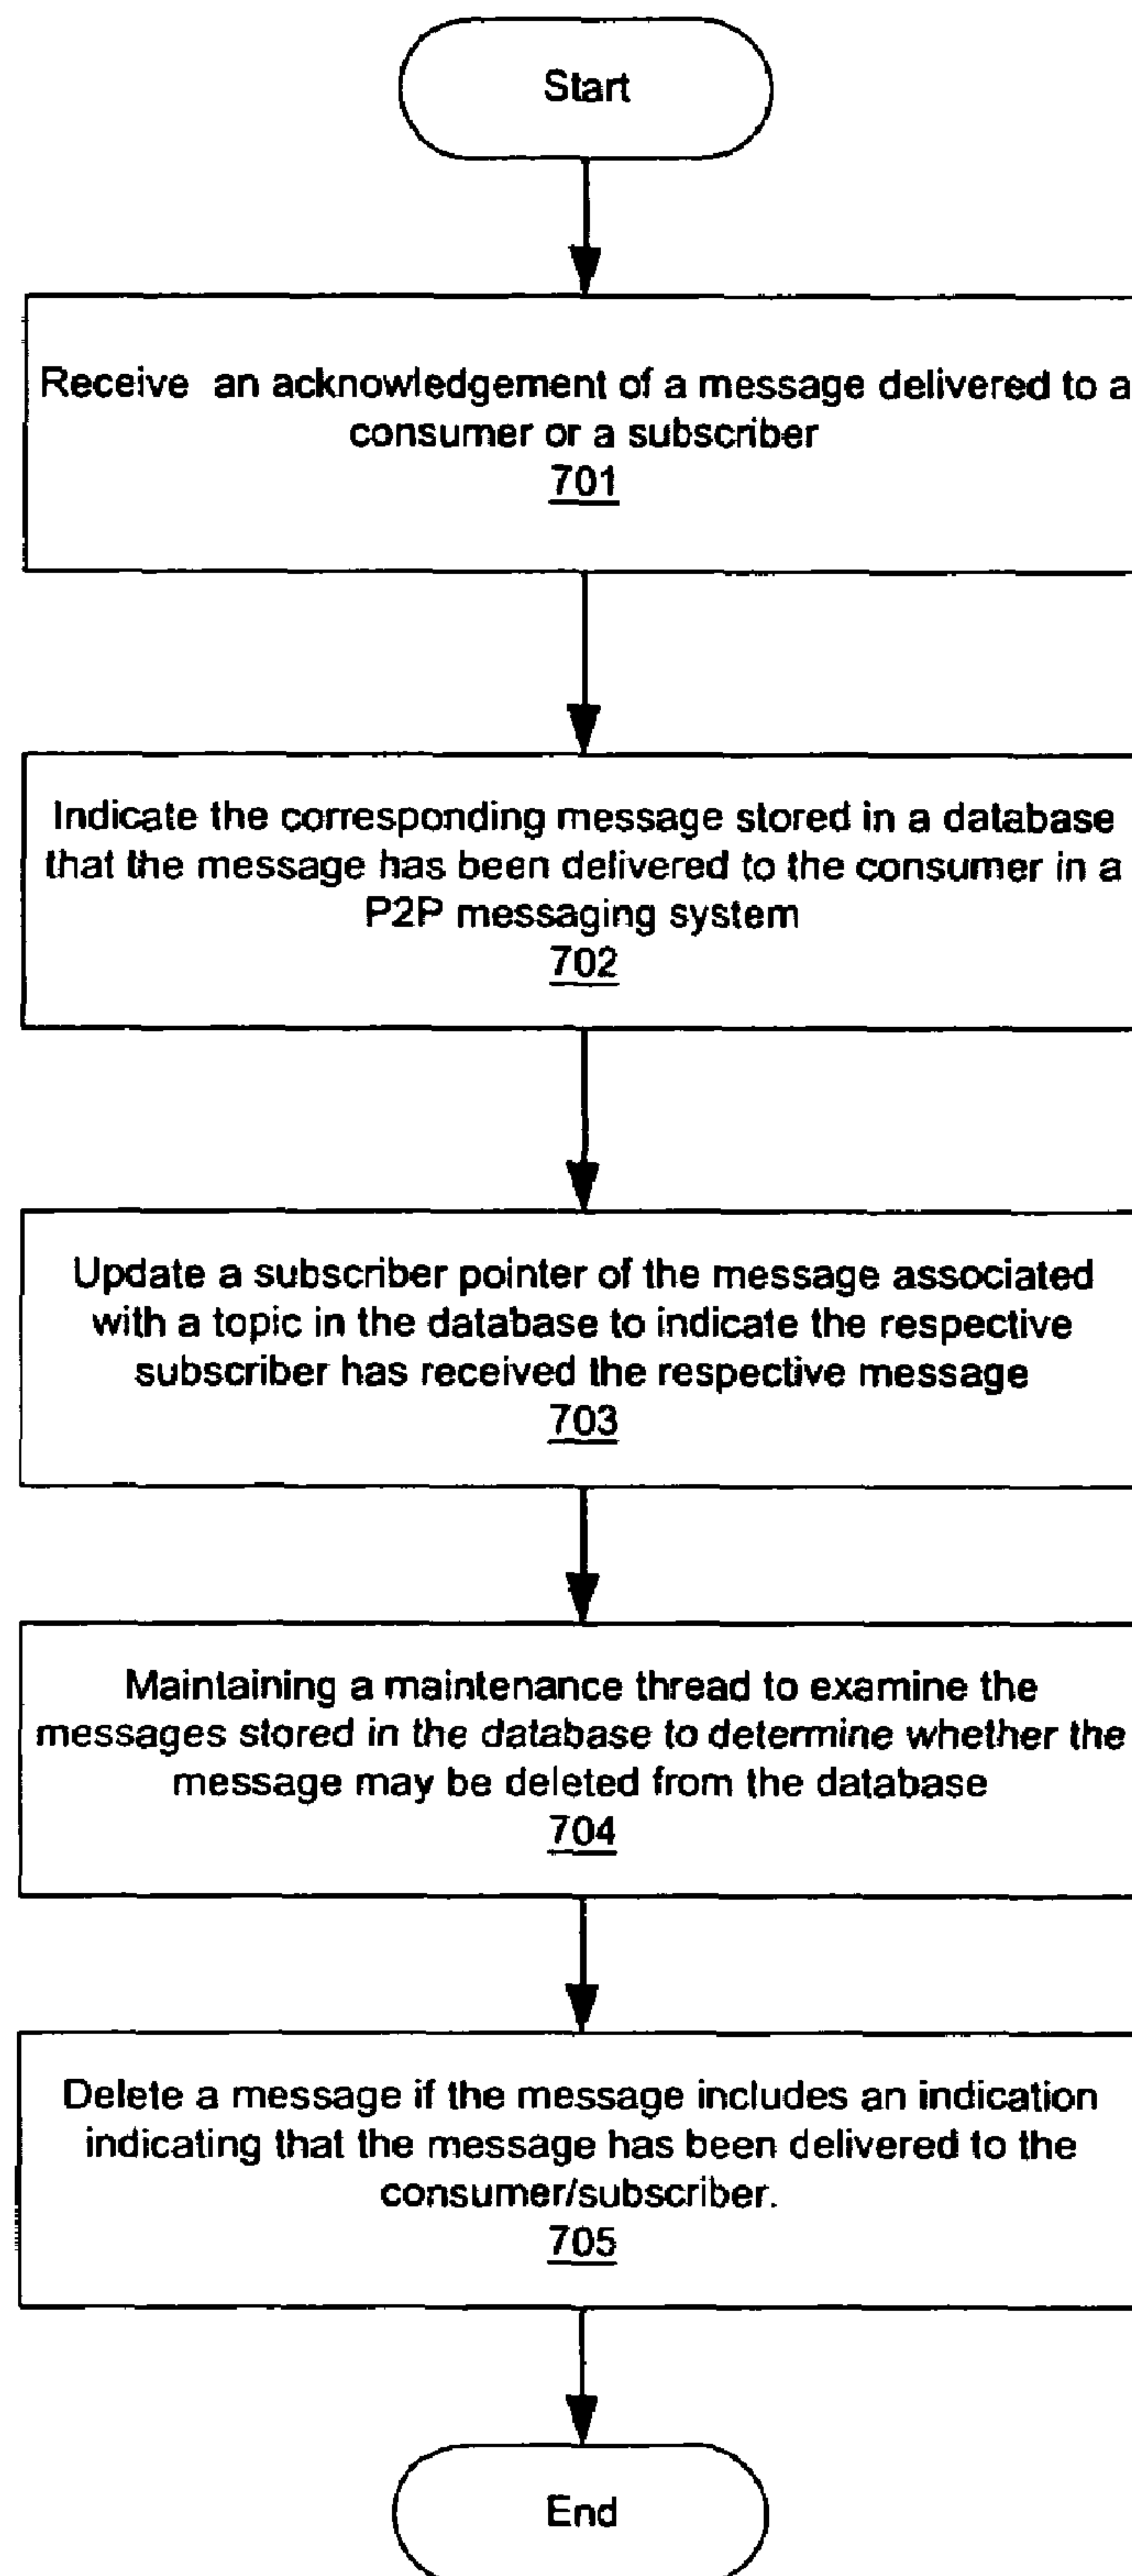 Start
Receive an acknowledgement of a message delivered to a
consumer or a subscriber
701
Indicate the corresponding message stored in a database
that the message has been delivered to the consumer in a
P2P messaging system
702
Update a subscriber pointer of the message associated
with a topic in the database to indicate the respective
subscriber has received the respective message
703
Maintaining a maintenance thread to examine the
messages stored in the database to determine whether the
message may be deleted from the database
704
Delete a message if the message includes an indication
indicating that the message has been delivered to the
consumer/subscriber.
705
End